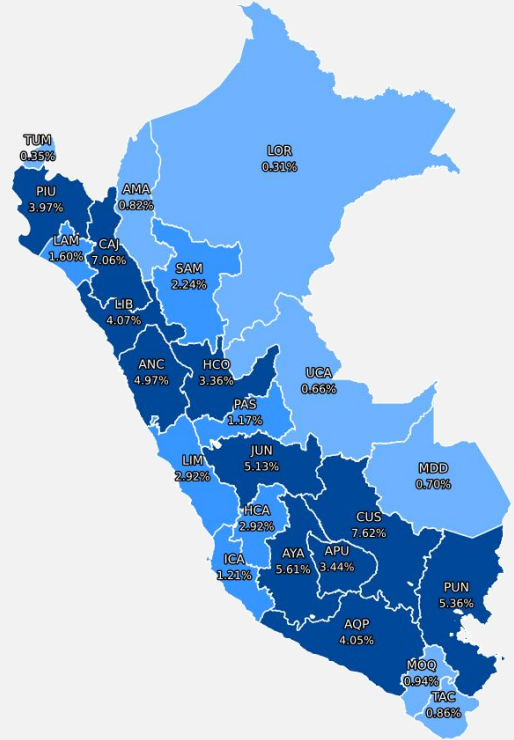 TUM
0.35%
LOR
0.31%
PIU
3.97%
AMA
0.82%
LAM
1.60%
CAJ
7.06%
SAM
2.24%
LIB
4.07%
ANC
4.97%
HCO
3.36%
UCA
0.66%
PAS
1.17%
LIM
2.92%
JUN
5.13%
MDD
0.70%
HCA
2.92%
CUS
7.62%
ICA
1.21%
AYA
5.61%
APU
3.44%
PUN
5.36%
AQP
4.05%
MOQ
0.94%
TAC
0.86%